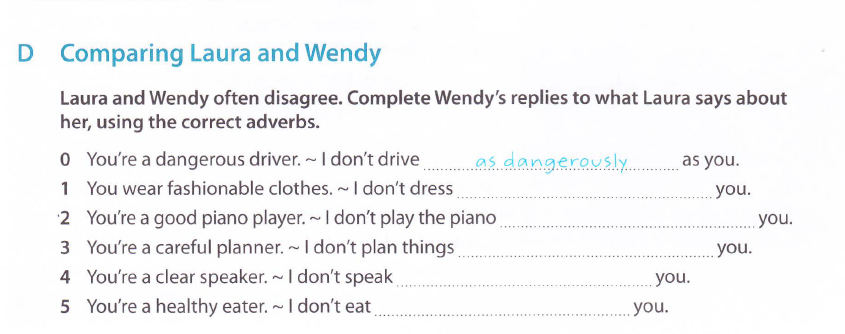 D Comparing Laura and Wendy
Laura and Wendy often disagree. Complete Wendy's replies to what Laura says about
her, using the correct adverbs.
0 You're a dangerous driver. ~ I don't drive as dangerously as you.
1 You wear fashionable clothes. ~ I don't dress ........ you.
2 You're a good piano player. ~ I don't play the piano ........ you.
3 You're a careful planner. ~ I don't plan things ........ you.
4 You're a clear speaker. ~ I don't speak ........ you.
5 You're a healthy eater. ~ I don't eat ........ you.